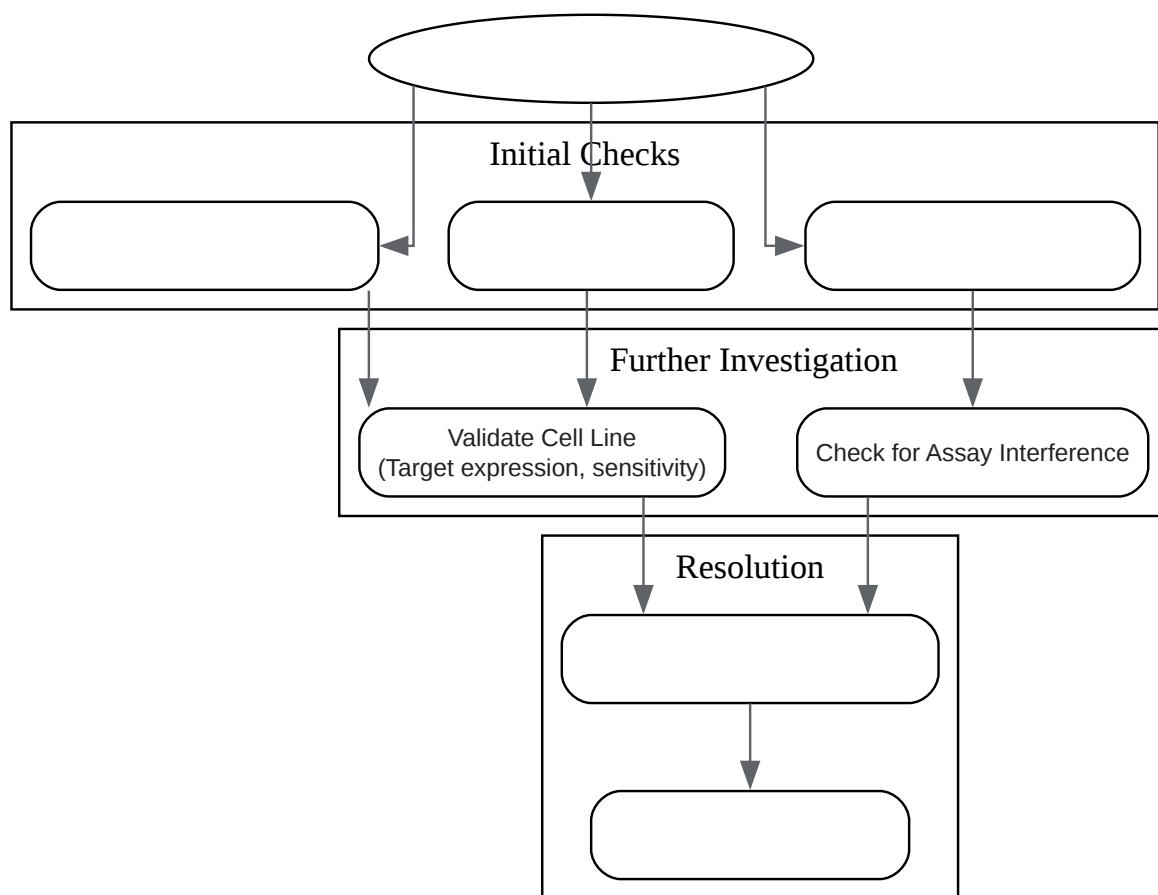 Initial Checks
Further Investigation
Validate Cell Line
(Target expression, sensitivity)
Check for Assay Interference
Resolution